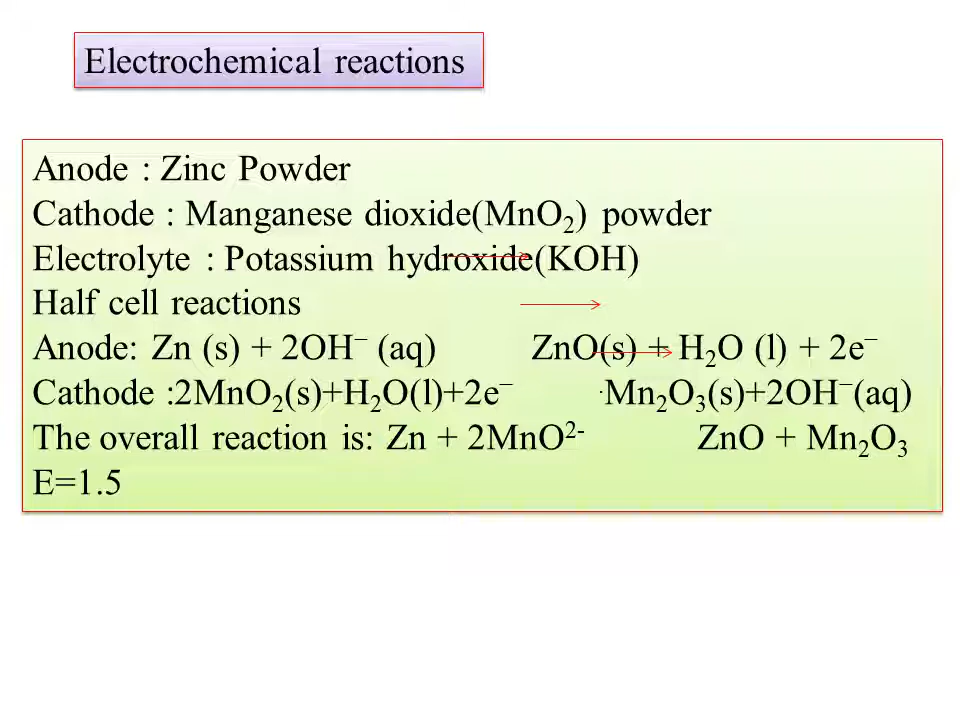 Electrochemical reactions
Anode : Zinc Powder
Cathode : Manganese dioxide(MnO₂) powder
Electrolyte : Potassium hydroxide(KOH)
Half cell reactions
Anode: Zn (s) + 2OH⁻ (aq) ZnO(s) + H₂O (l) + 2e⁻
Cathode :2MnO₂(s)+H₂O(l)+2e⁻ ·Mn₂O₃(s)+2OH⁻(aq)
The overall reaction is: Zn + 2MnO²⁻ ZnO + Mn₂O₃
E=1.5